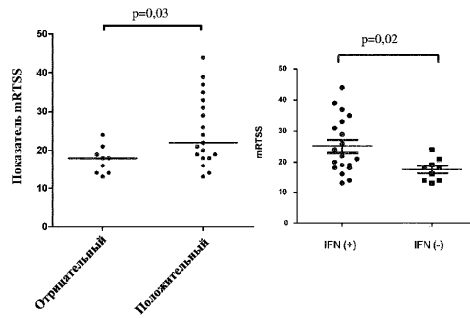 p=0,03
Показатель mRTSS
50
40
30
20
10
0
Отрицательный
Положительный
p=0,02
mRTSS
50
40
30
20
10
0
IFN (+)
IFN (-)